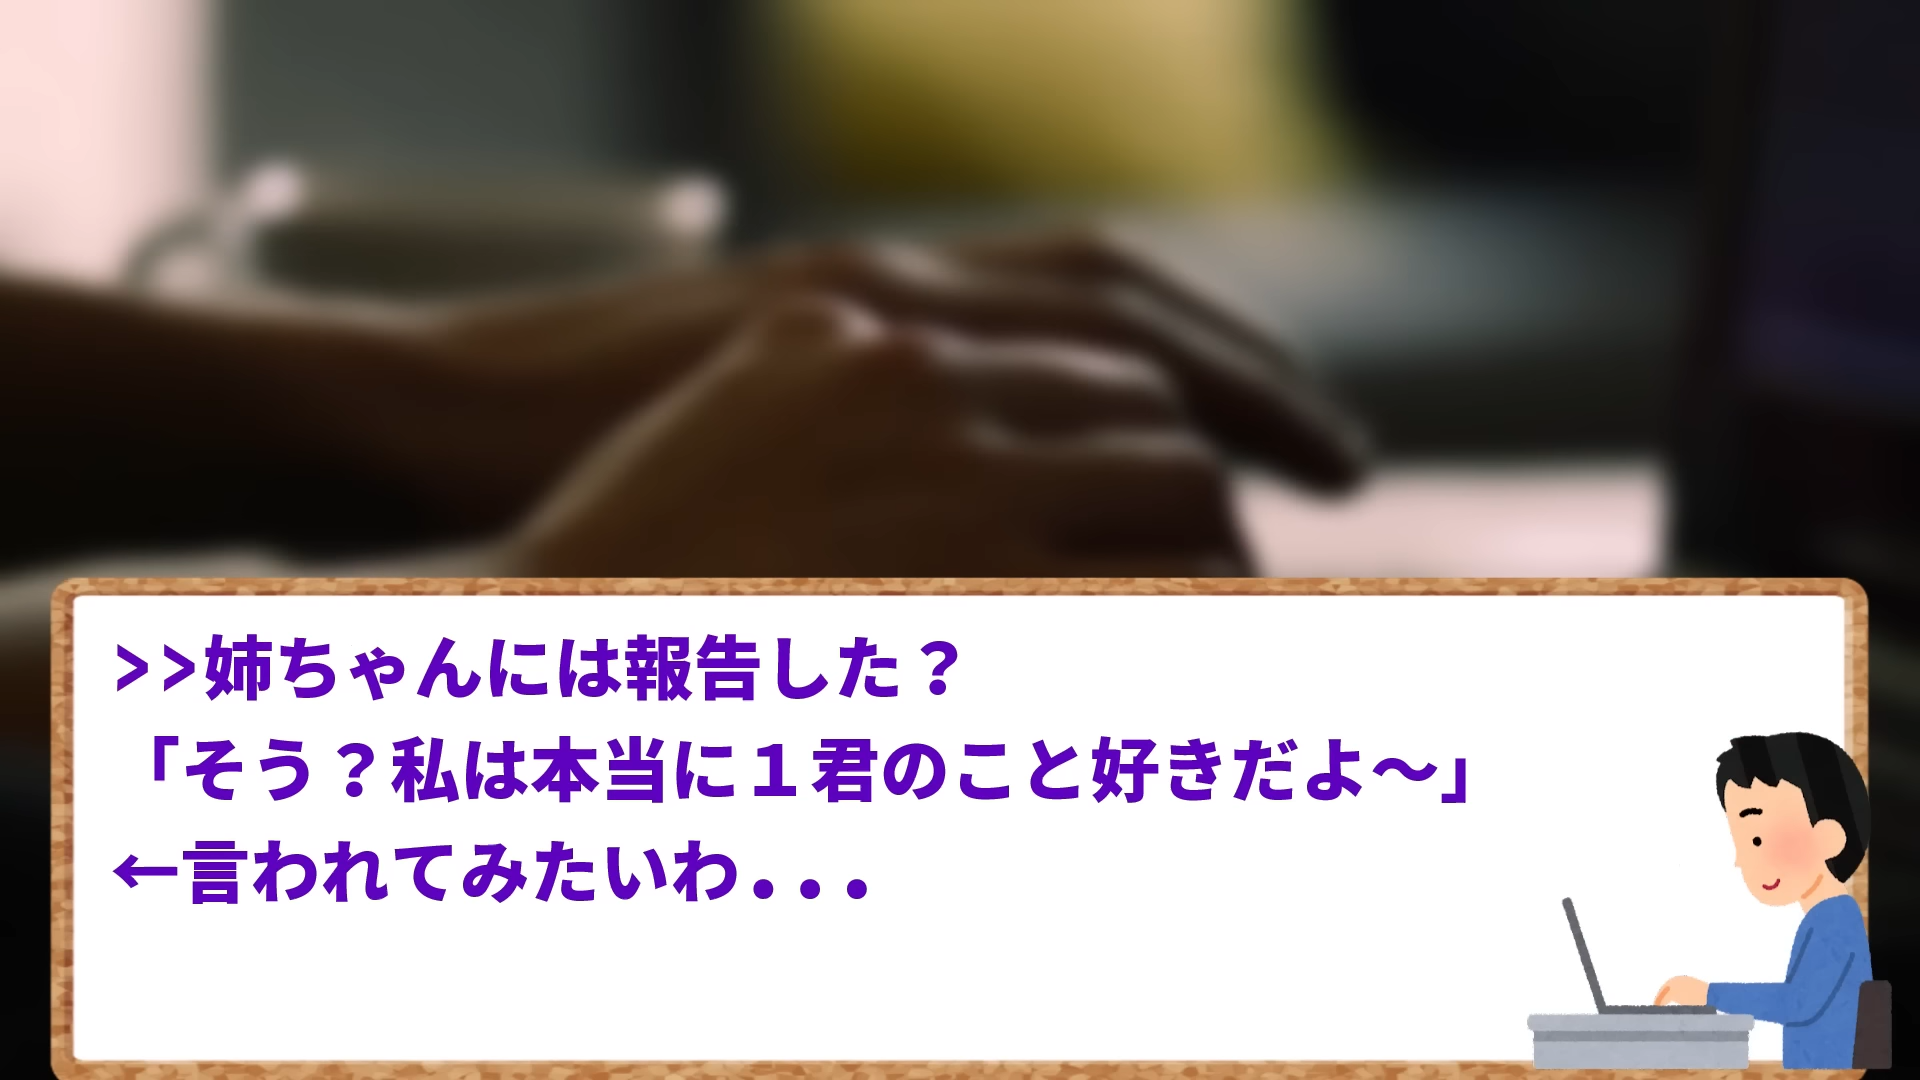 >>姉ちゃんには報告した？
「そう？私は本当に１君のこと好きだよ～」
←言われてみたいわ...